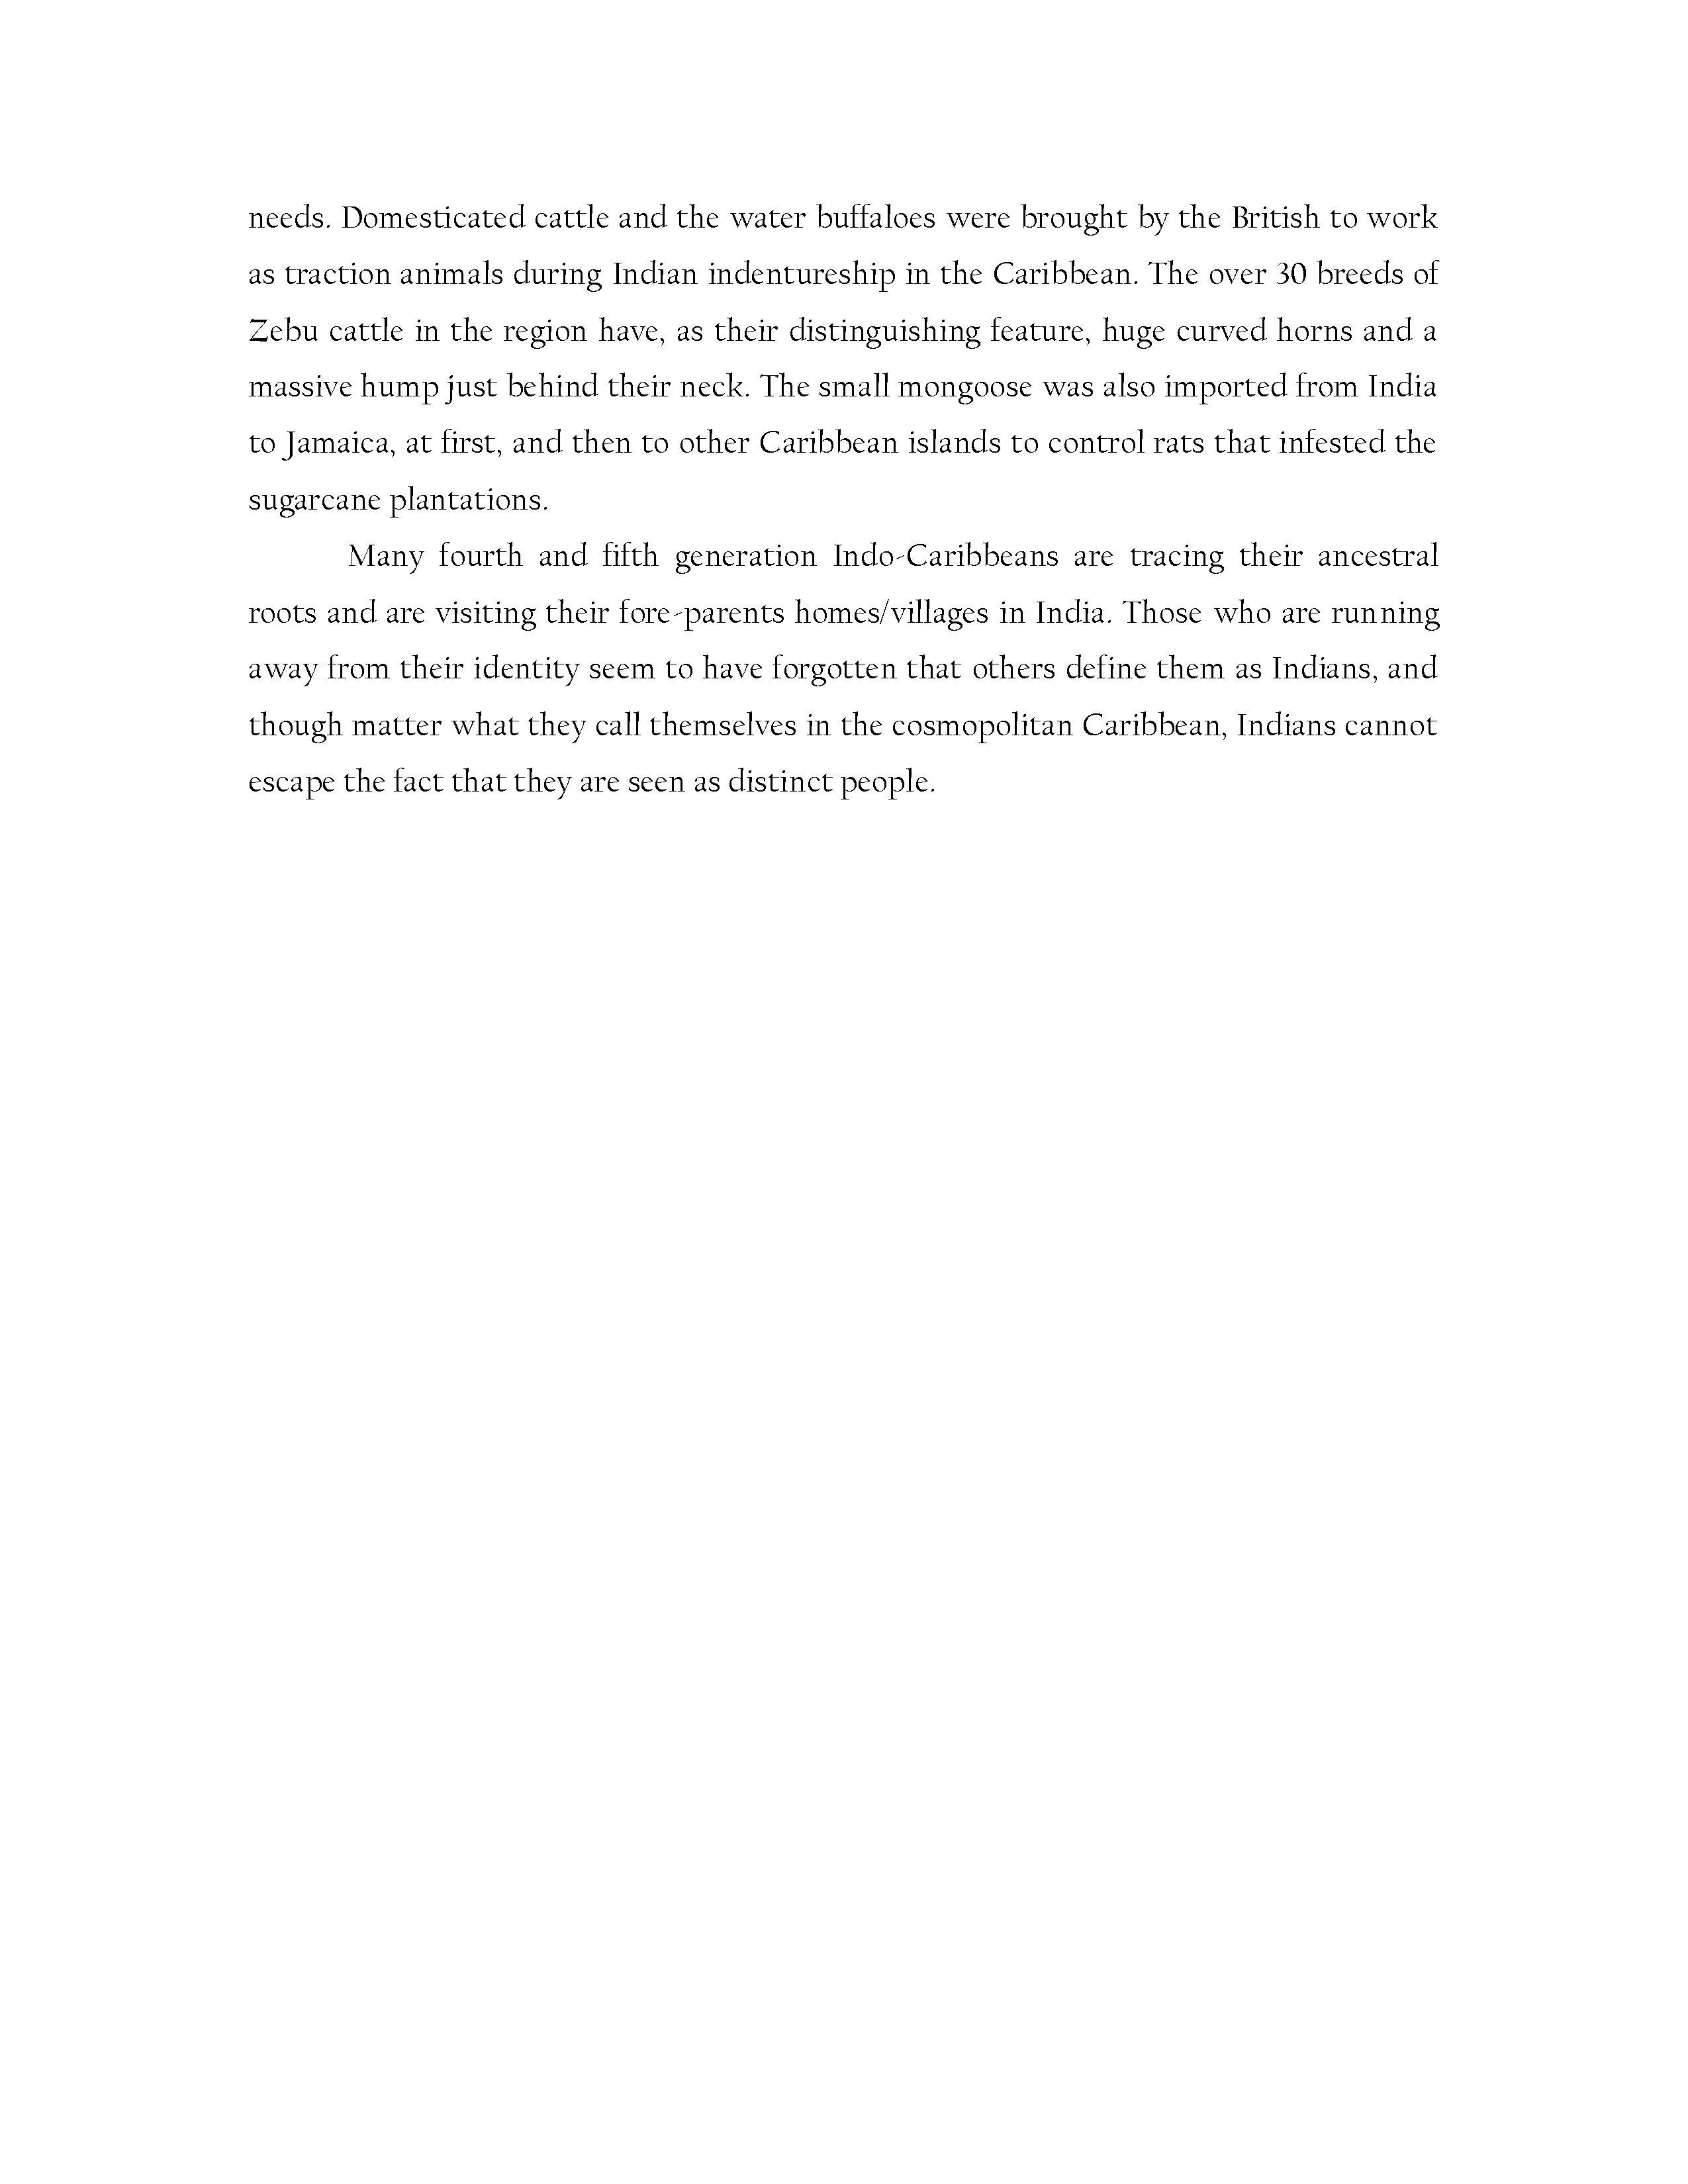 needs. Domesticated cattle and the water buffaloes were brought by the British to work
as traction animals during Indian indentureship in the Caribbean. The over 30 breeds of
Zebu cattle in the region have, as their distinguishing feature, huge curved horns and a
massive hump just behind their neck. The small mongoose was also imported from India
to Jamaica, at first, and then to other Caribbean islands to control rats that infested the
sugarcane plantations.
Many fourth and fifth generation Indo-Caribbeans are tracing their ancestral
roots and are visiting their fore-parents homes/villages in India. Those who are running
away from their identity seem to have forgotten that others define them as Indians, and
though matter what they call themselves in the cosmopolitan Caribbean, Indians cannot
escape the fact that they are seen as distinct people.